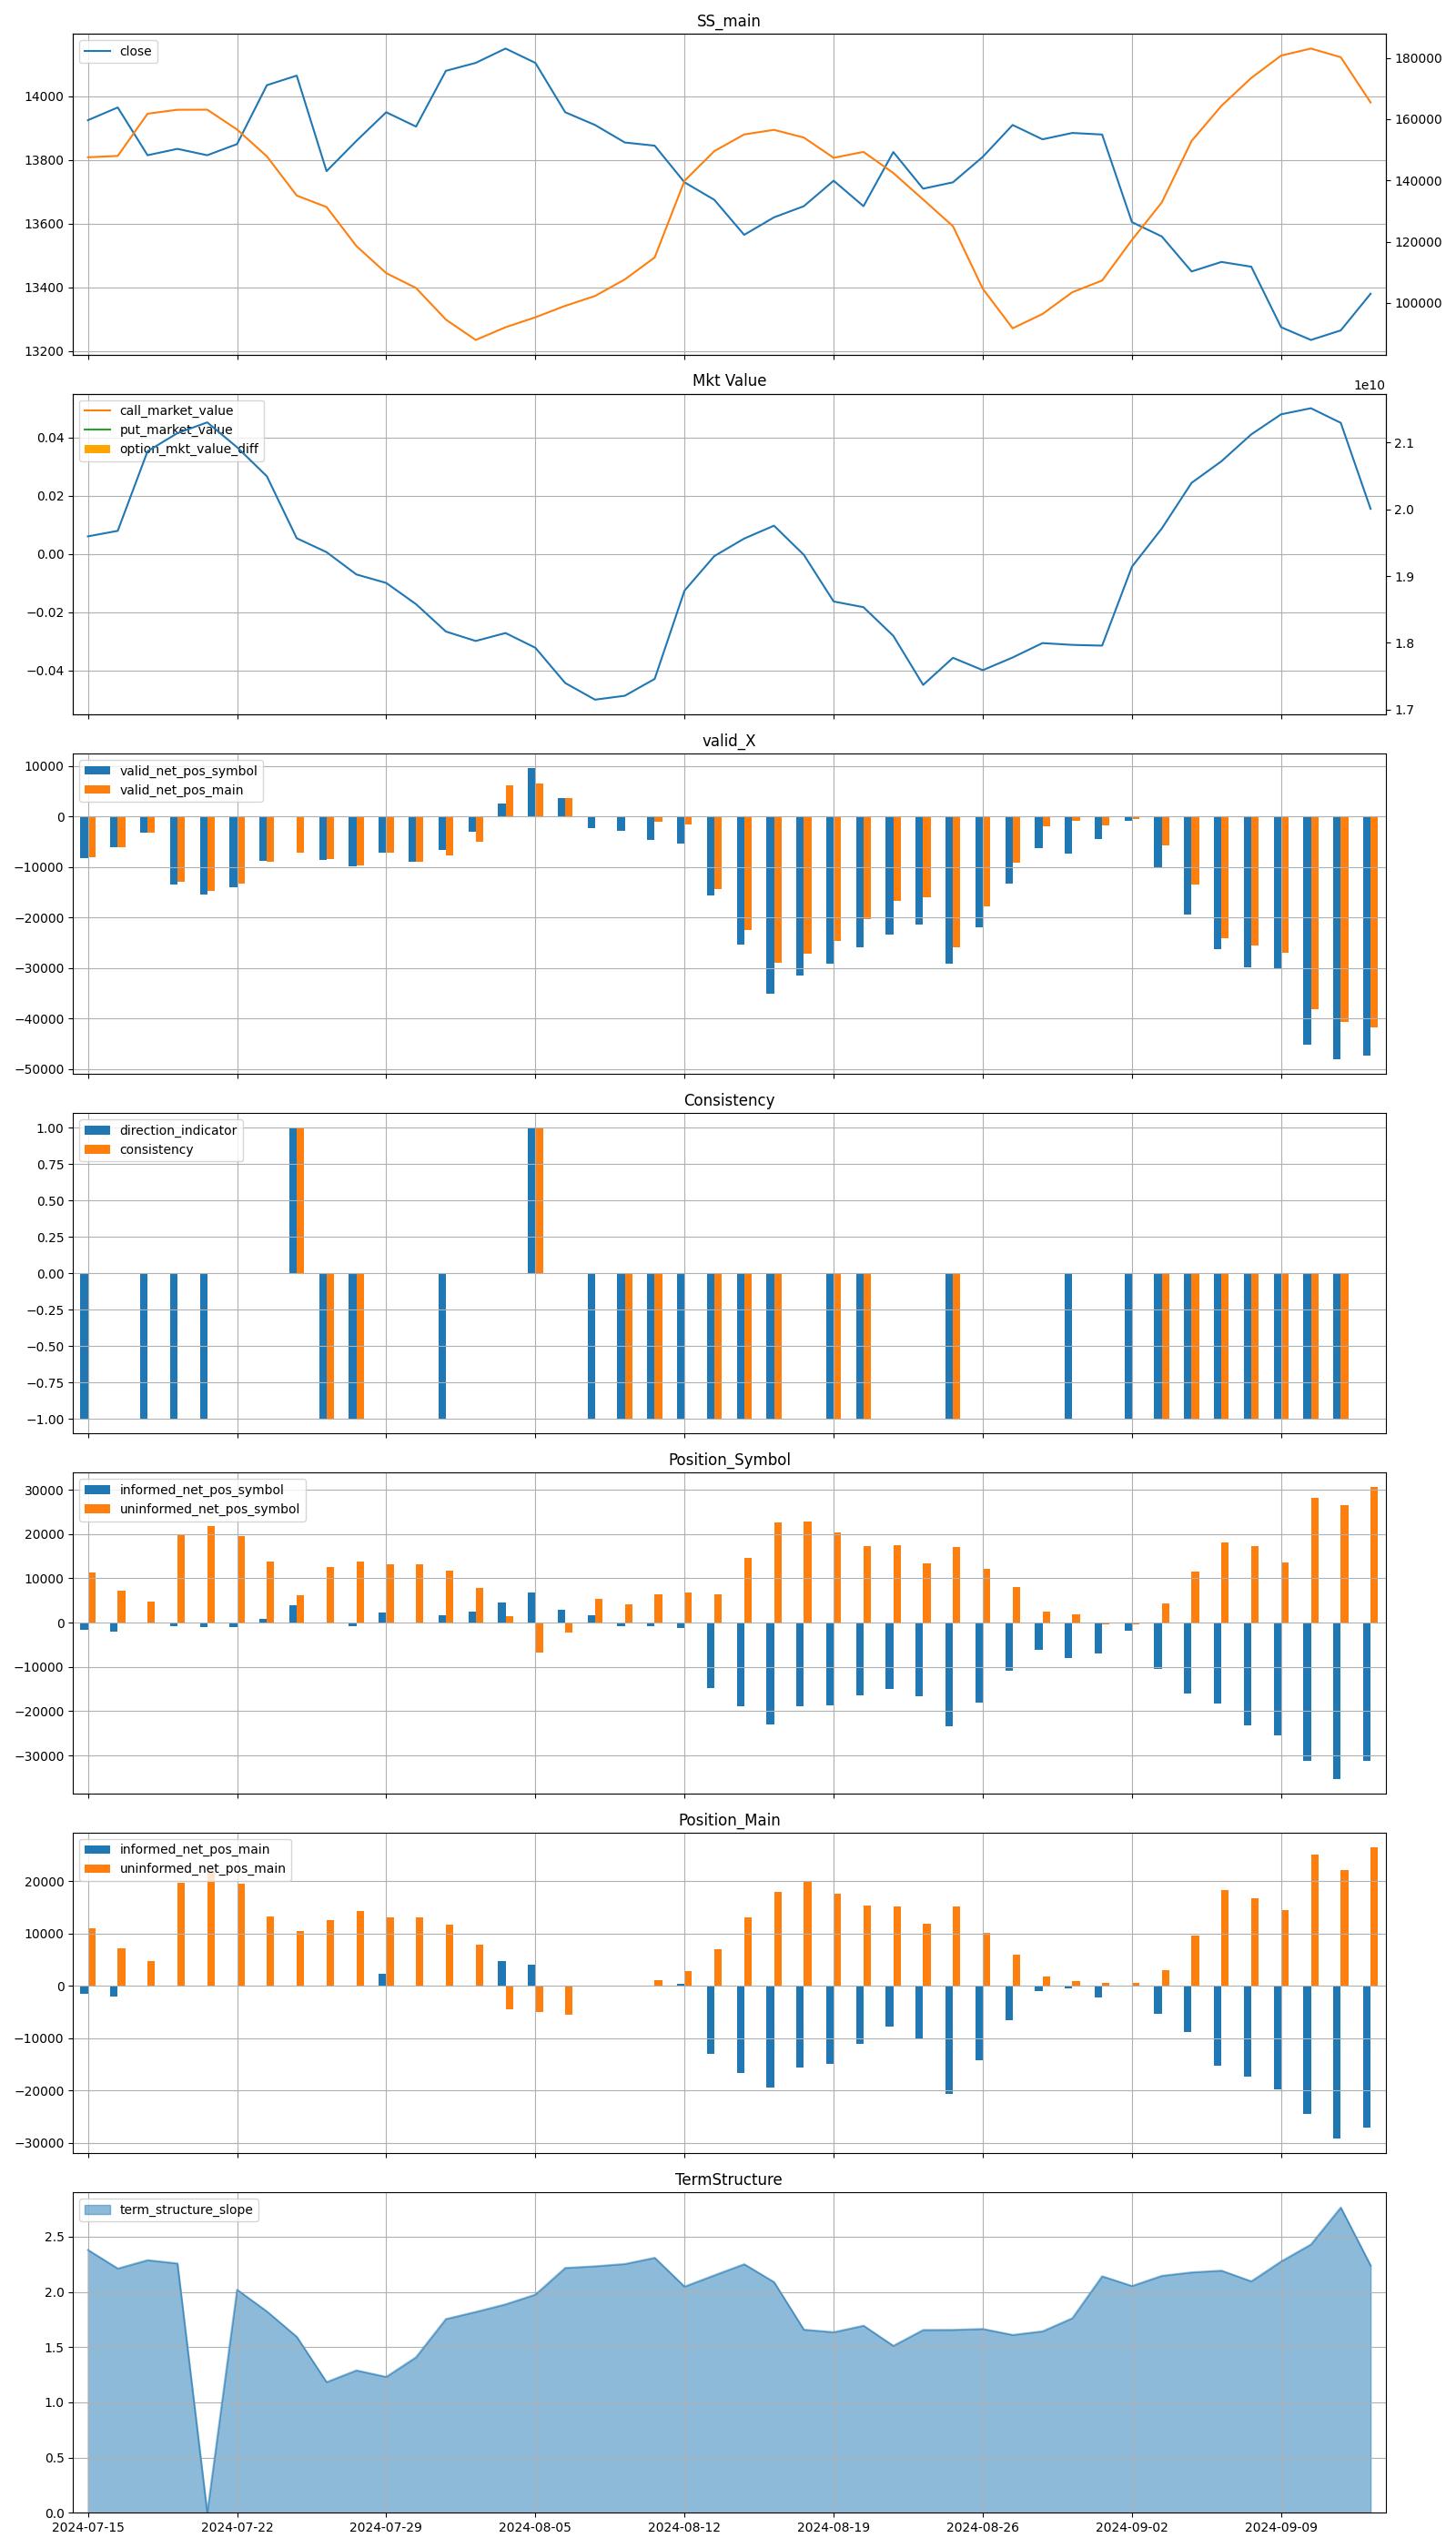 SS_main
close
14000
13800
13600
13400
13200
180000
160000
140000
120000
100000
Mkt Value
1e10
call_market_value
put_market_value
option_mkt_value_diff
0.04
0.02
0.00
−0.02
−0.04
2.1
2.0
1.9
1.8
1.7
valid_X
valid_net_pos_symbol
valid_net_pos_main
10000
0
−10000
−20000
−30000
−40000
−50000
Consistency
direction_indicator
consistency
1.00
0.75
0.50
0.25
0.00
−0.25
−0.50
−0.75
−1.00
Position_Symbol
informed_net_pos_symbol
uninformed_net_pos_symbol
30000
20000
10000
0
−10000
−20000
−30000
Position_Main
informed_net_pos_main
uninformed_net_pos_main
20000
10000
0
−10000
−20000
−30000
TermStructure
term_structure_slope
2.5
2.0
1.5
1.0
0.5
0.0
2024-07-15 2024-07-22 2024-07-29 2024-08-05 2024-08-12 2024-08-19 2024-08-26 2024-09-02 2024-09-09